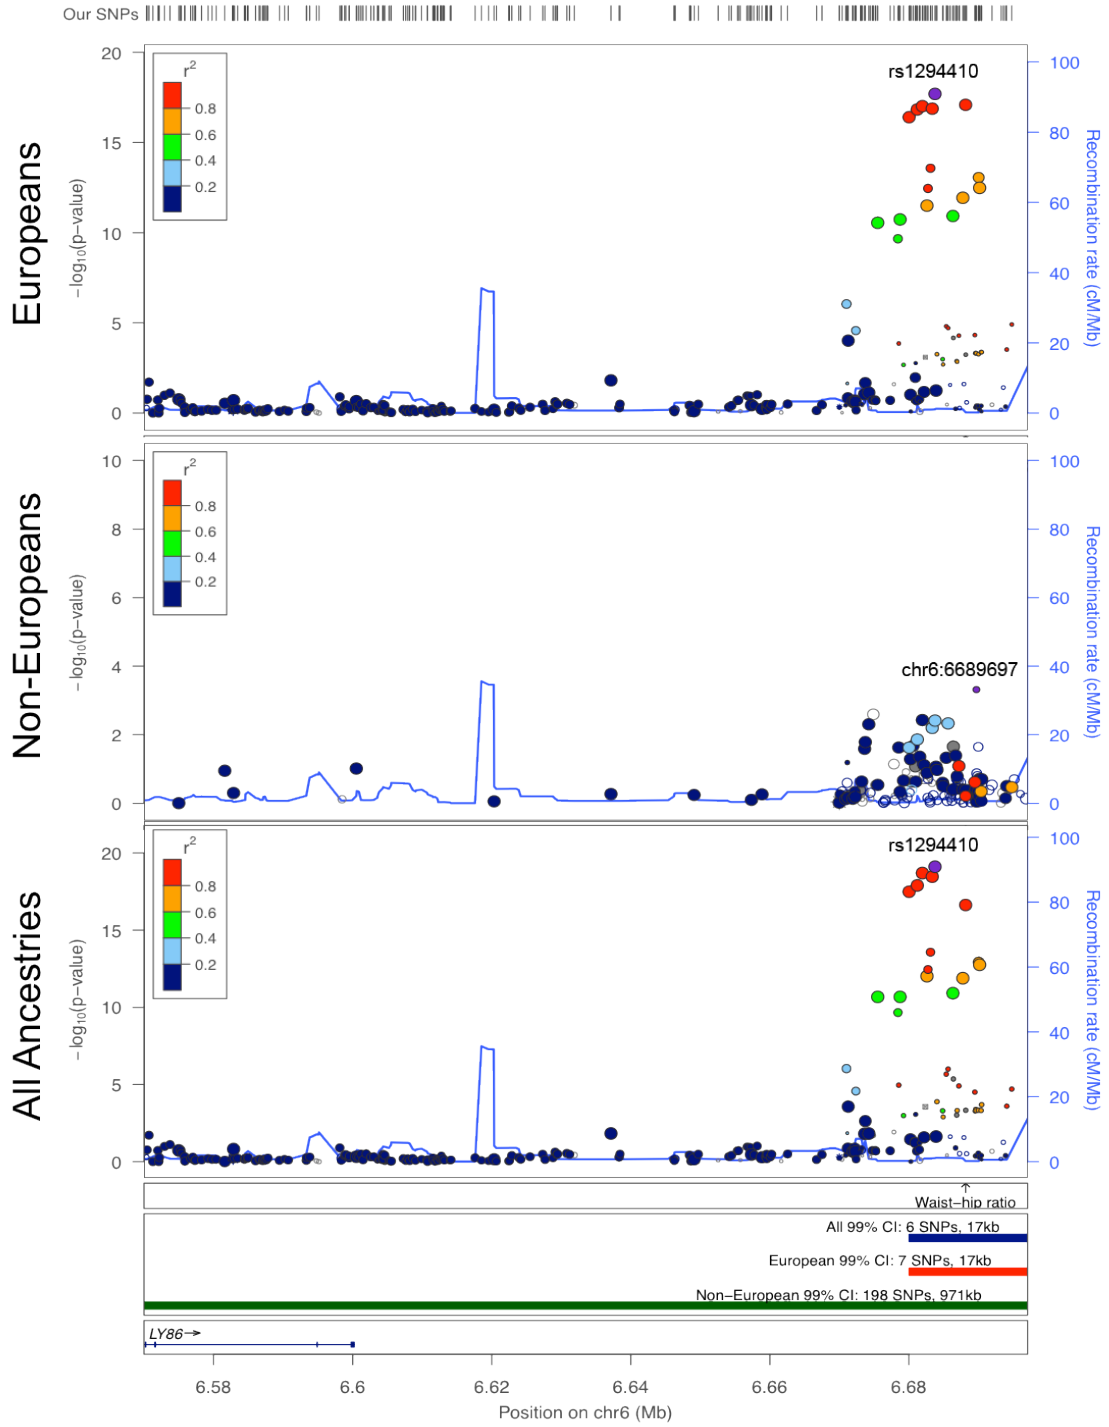 Our SNPs
Europeans
−log10(p−value)
20
15
10
5
0
r2
0.8
0.6
0.4
0.2
rs1294410
100
80
60
40
20
0
Recombination rate (cM/Mb)
Non-Europeans
−log10(p−value)
10
8
6
4
2
0
r2
0.8
0.6
0.4
0.2
chr6:6689697
100
80
60
40
20
0
Recombination rate (cM/Mb)
All Ancestries
−log10(p−value)
20
15
10
5
0
r2
0.8
0.6
0.4
0.2
rs1294410
100
80
60
40
20
0
Recombination rate (cM/Mb)
Waist−hip ratio
All 99% CI: 6 SNPs, 17kb
European 99% CI: 7 SNPs, 17kb
Non−European 99% CI: 198 SNPs, 971kb
LY86→
6.58 6.6 6.62 6.64 6.66 6.68
Position on chr6 (Mb)